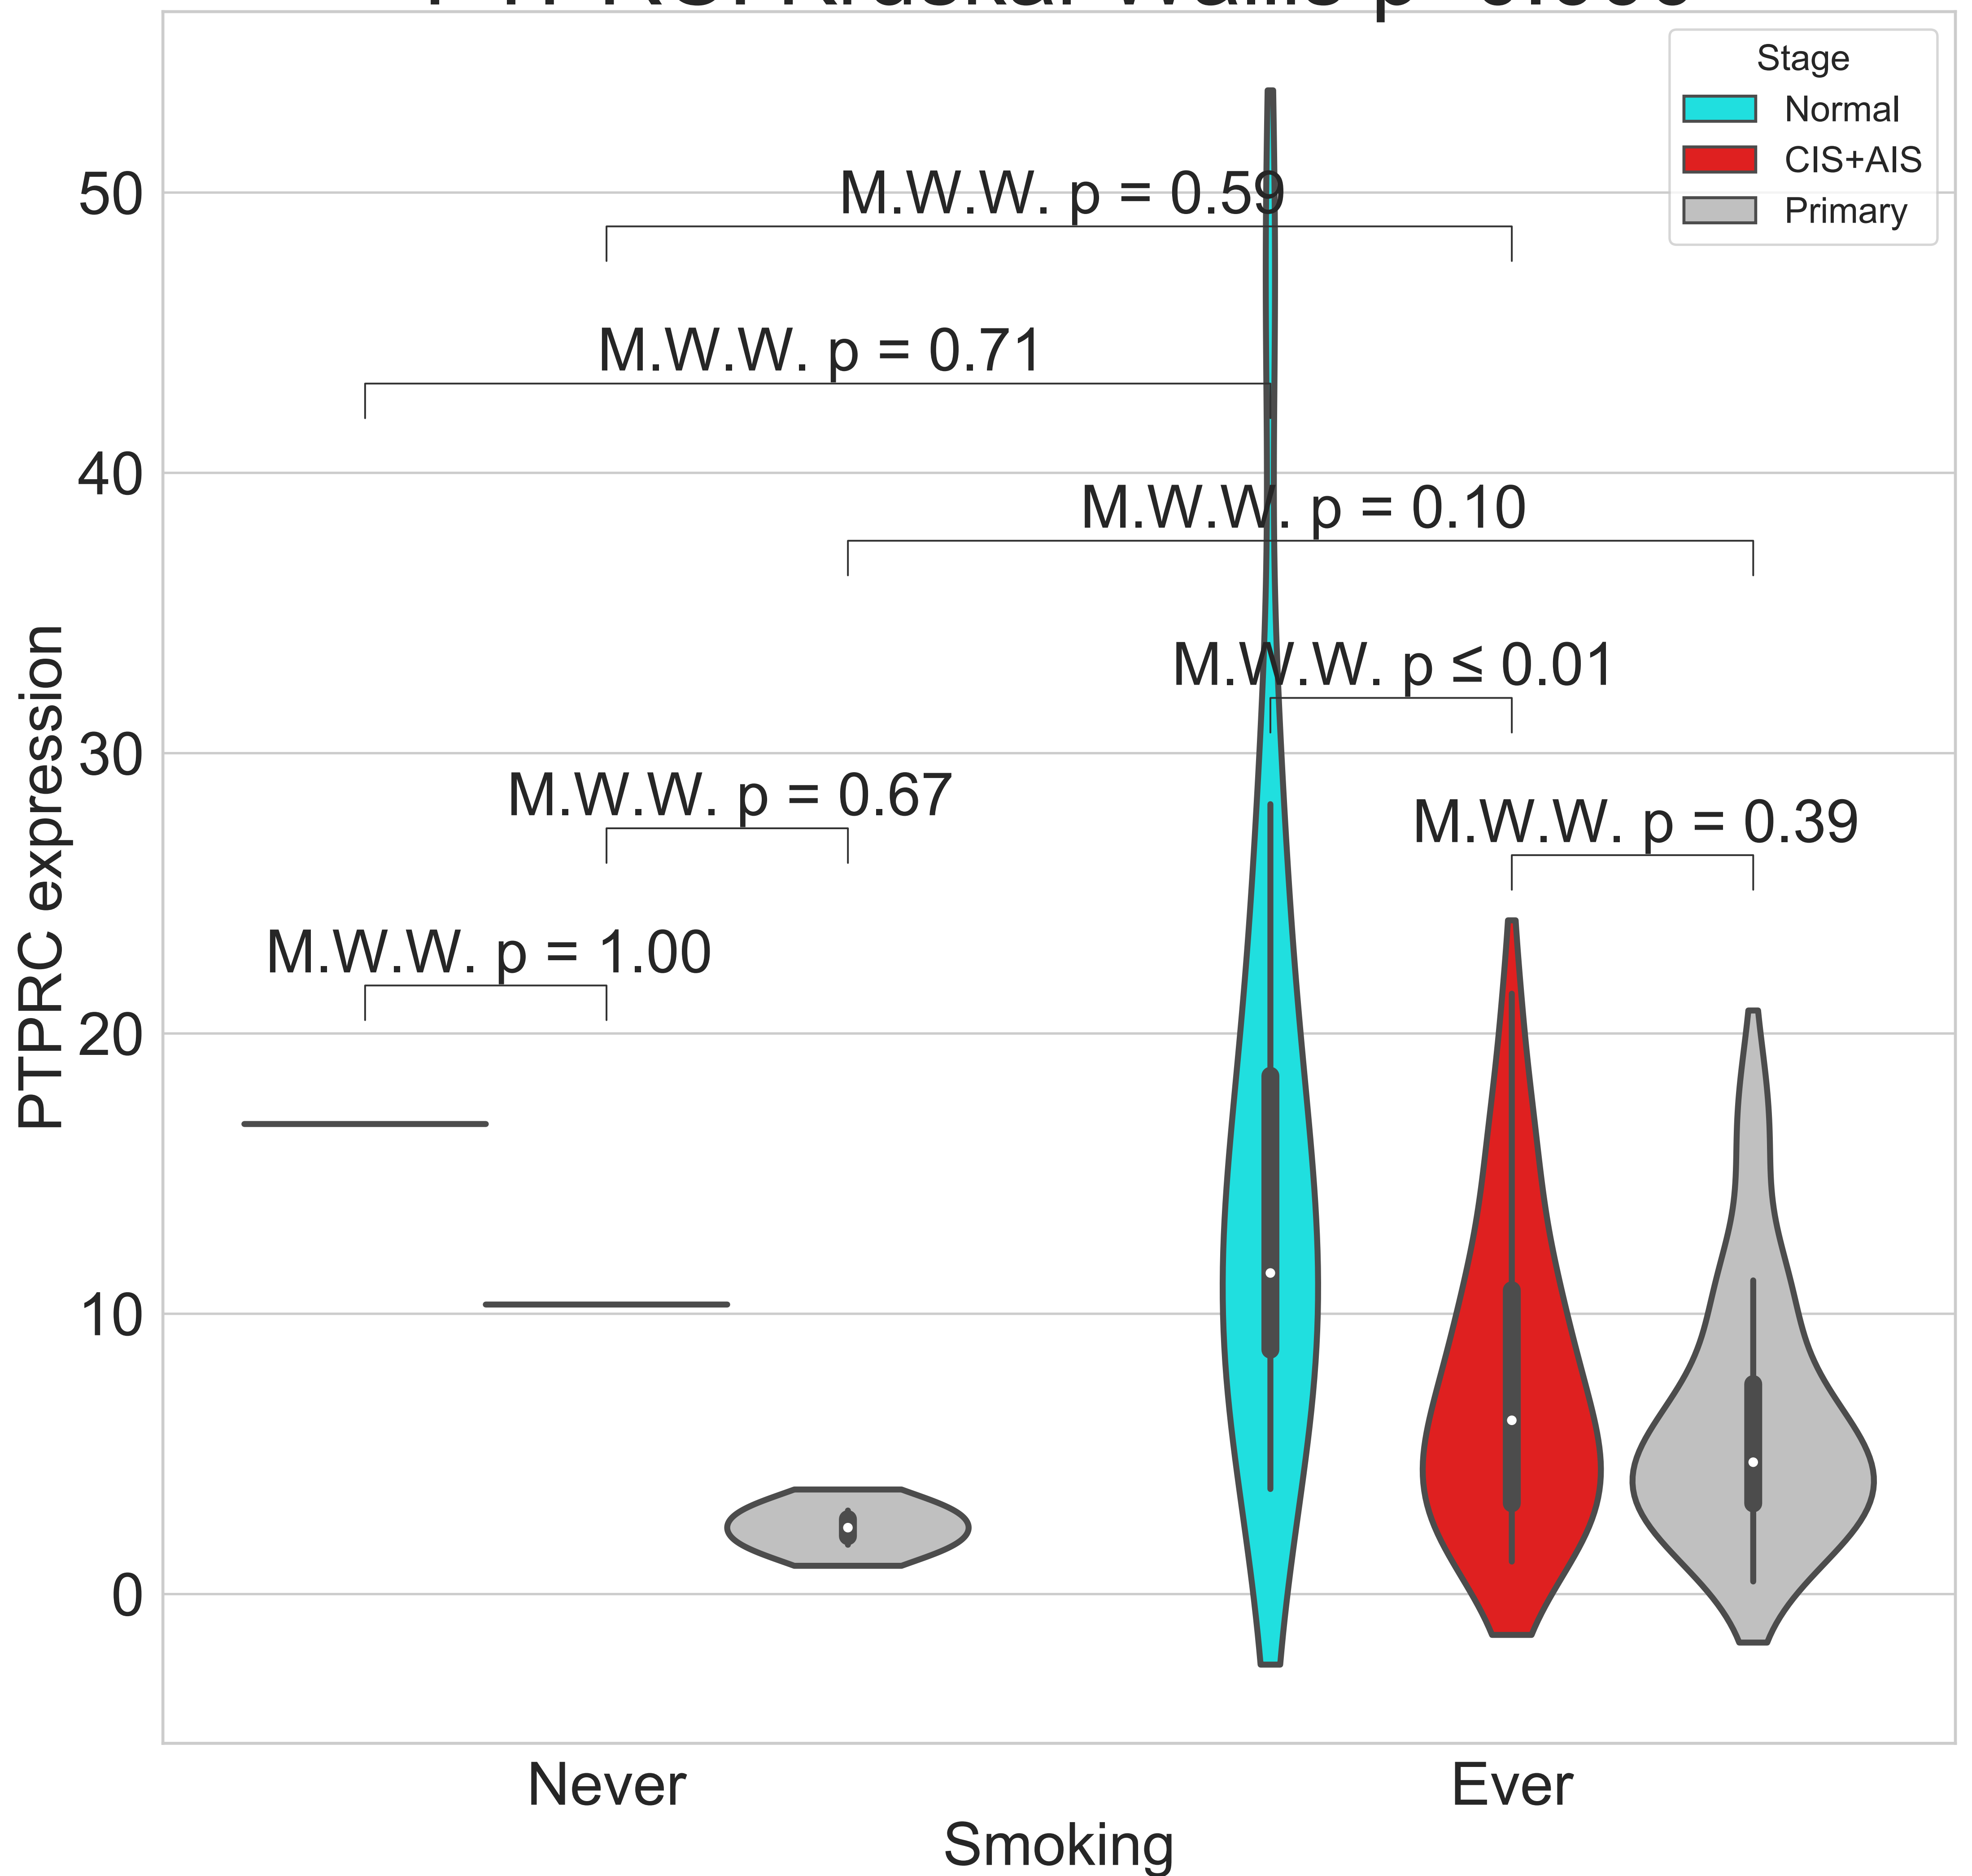 Stage
Normal
CIS+AIS
Primary
50
M.W.W. p = 0.59
M.W.W. p = 0.71
40
M.W.W. p = 0.10
M.W.W. p ≤ 0.01
30
M.W.W. p = 0.67
M.W.W. p = 0.39
M.W.W. p = 1.00
20
10
0
PTPRC expression
Never
Ever
Smoking